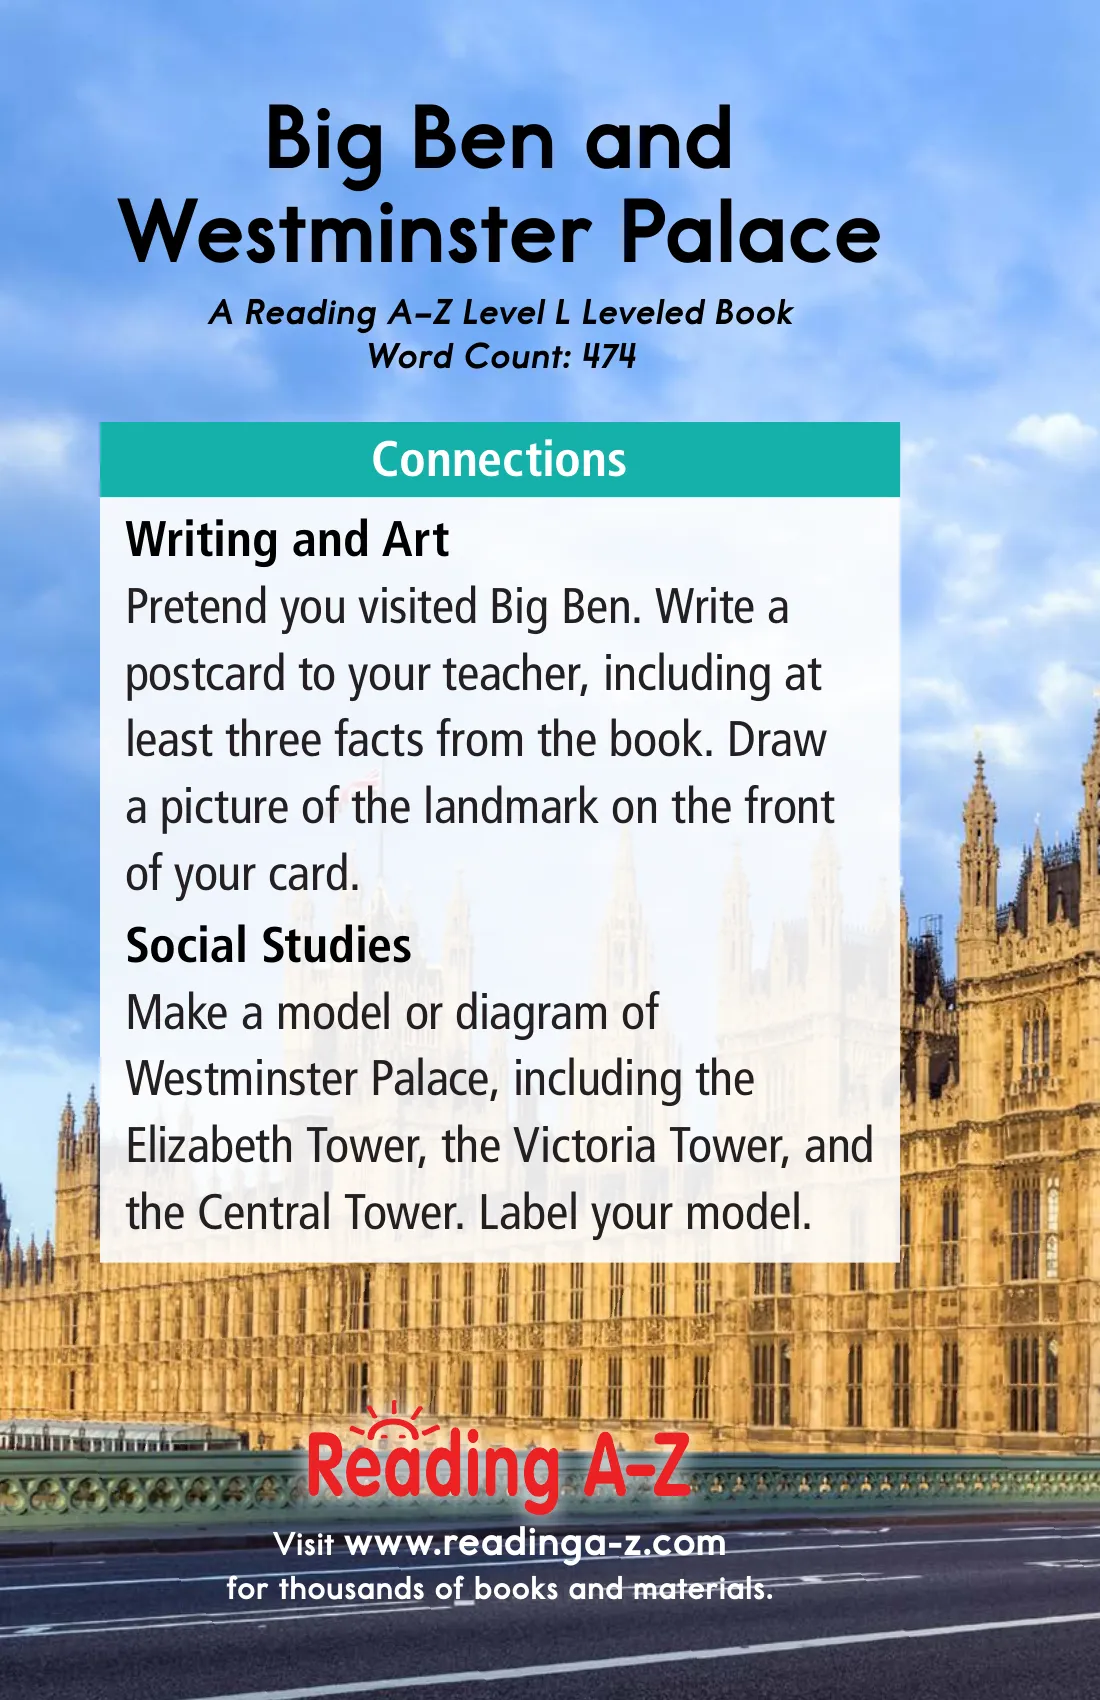 Big Ben and
Westminster Palace
A Reading A–Z Level L Leveled Book
Word Count: 474
Connections
Writing and Art
Pretend you visited Big Ben. Write a
postcard to your teacher, including at
least three facts from the book. Draw
a picture of the landmark on the front
of your card.
Social Studies
Make a model or diagram of
Westminster Palace, including the
Elizabeth Tower, the Victoria Tower, and
the Central Tower. Label your model.
Reading A–Z
Visit www.readinga-z.com
for thousands of books and materials.